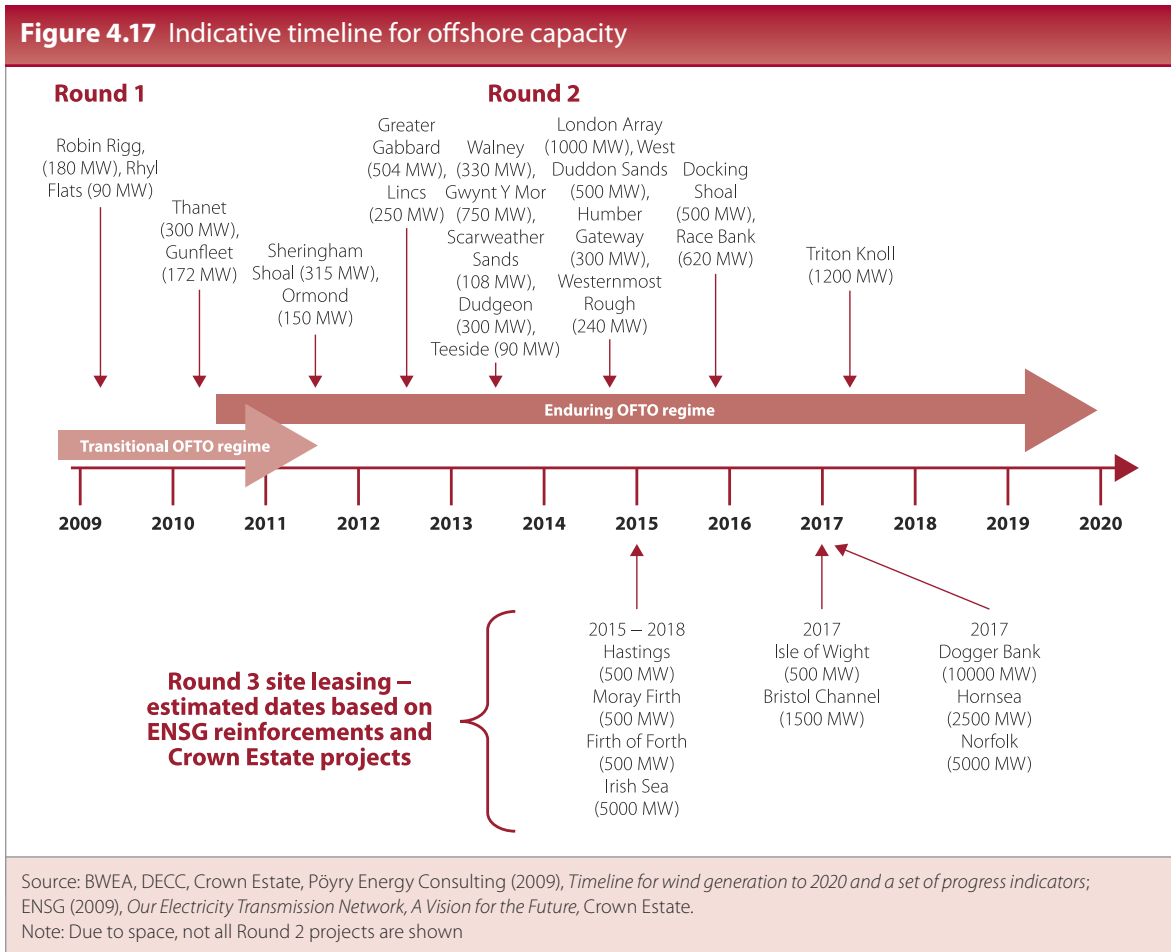 Figure 4.17 Indicative timeline for offshore capacity
Round 1
Round 2
Robin Rigg,
(180 MW), Rhyl
Flats (90 MW)
Thanet
(300 MW),
Gunfleet
(172 MW)
Sheringham
Shoal (315 MW),
Ormond
(150 MW)
Greater
Gabbard
(504 MW),
Lincs
(250 MW)
Walney
(330 MW),
Gwynt Y Mor
(750 MW),
Scarweather
Sands
(108 MW),
Dudgeon
(300 MW),
Teeside (90 MW)
London Array
(1000 MW), West
Duddon Sands
(500 MW),
Humber
Gateway
(300 MW),
Westernmost
Rough
(240 MW)
Docking
Shoal
(500 MW),
Race Bank
(620 MW)
Triton Knoll
(1200 MW)
Enduring OFTO regime
Transitional OFTO regime
2009 2010 2011 2012 2013 2014 2015 2016 2017 2018 2019 2020
Round 3 site leasing –
estimated dates based on
ENSG reinforcements and
Crown Estate projects
2015 – 2018
Hastings
(500 MW)
Moray Firth
(500 MW)
Firth of Forth
(500 MW)
Irish Sea
(5000 MW)
2017
Isle of Wight
(500 MW)
Bristol Channel
(1500 MW)
2017
Dogger Bank
(10000 MW)
Hornsea
(2500 MW)
Norfolk
(5000 MW)
Source: BWEA, DECC, Crown Estate, Pöyry Energy Consulting (2009), Timeline for wind generation to 2020 and a set of progress indicators;
ENSG (2009), Our Electricity Transmission Network, A Vision for the Future, Crown Estate.
Note: Due to space, not all Round 2 projects are shown